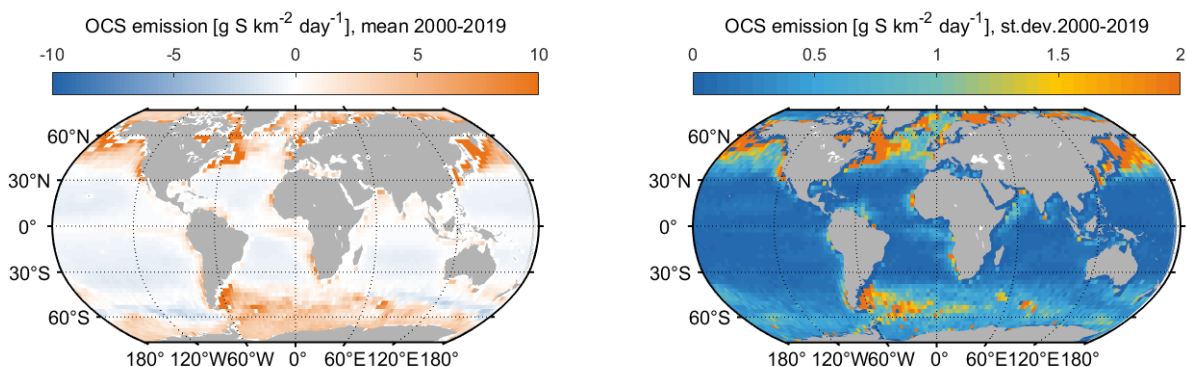 OCS emission [g S km⁻² day⁻¹], mean 2000-2019
-10 -5 0 5 10
60°N
30°N
0°
30°S
60°S
180° 120°W60°W 0° 60°E120°E180°
OCS emission [g S km⁻² day⁻¹], st.dev.2000-2019
0 0.5 1 1.5 2
60°N
30°N
0°
30°S
60°S
180° 120°W60°W 0° 60°E120°E180°